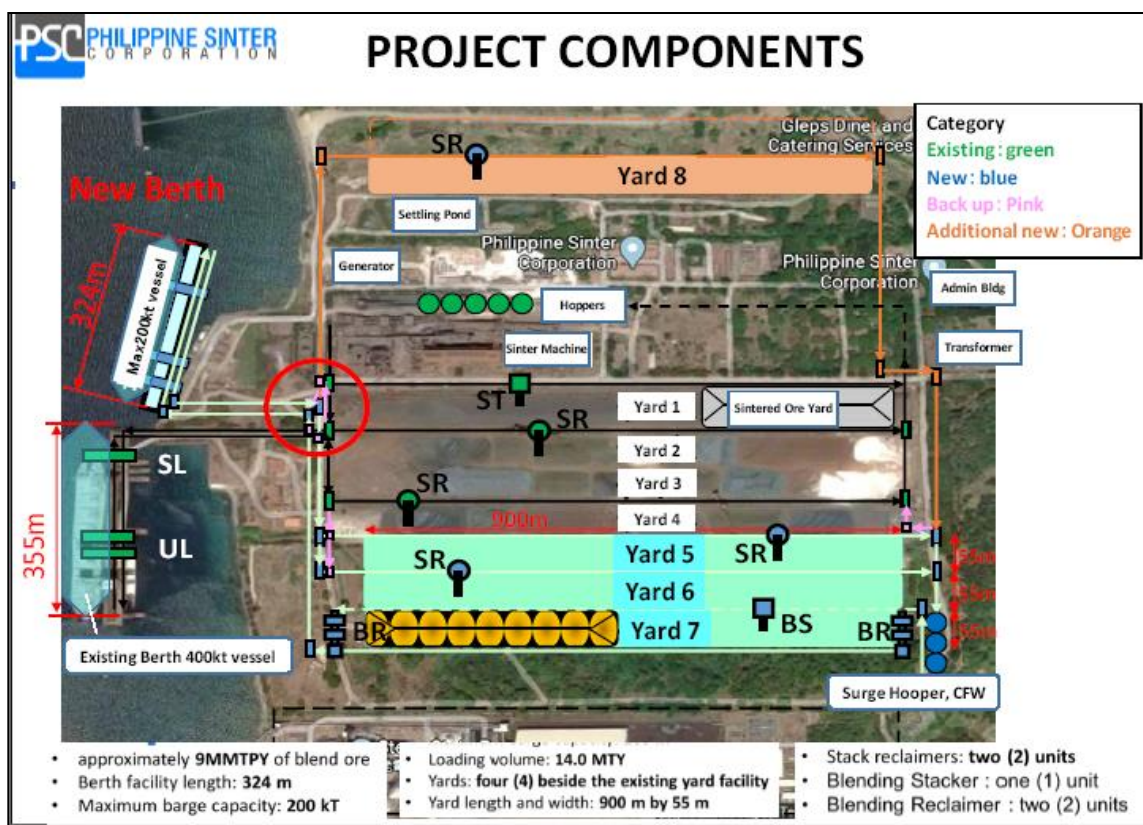 PSC PHILIPPINE SINTER
CORPORATION
PROJECT COMPONENTS
Category
Existing: green
New: blue
Back up: Pink
Additional new: Orange
Gleps Diner and
Catering Services
SR
Yard 8
New Berth
324m
Max200kt vessel
Settling Pond
Philippine Sinter
Corporation
Generator
Philippine Sinter
Corporation
Admin Bldg
Hoppers
Sinter Machine
Transformer
ST
Yard 1
Sintered Ore Yard
SR
Yard 2
SL
Yard 3
SR
900m
Yard 4
355m
UL
Yard 5
SR
55m
SR
Yard 6
55m
BR
Yard 7
BS
BR
55m
Existing Berth 400kt vessel
Surge Hooper, CFW
• approximately 9MMTPY of blend ore
• Berth facility length: 324 m
• Maximum barge capacity: 200 kT
• Loading volume: 14.0 MTY
• Yards: four (4) beside the existing yard facility
• Yard length and width: 900 m by 55 m
• Stack reclaimers: two (2) units
• Blending Stacker : one (1) unit
• Blending Reclaimer : two (2) units